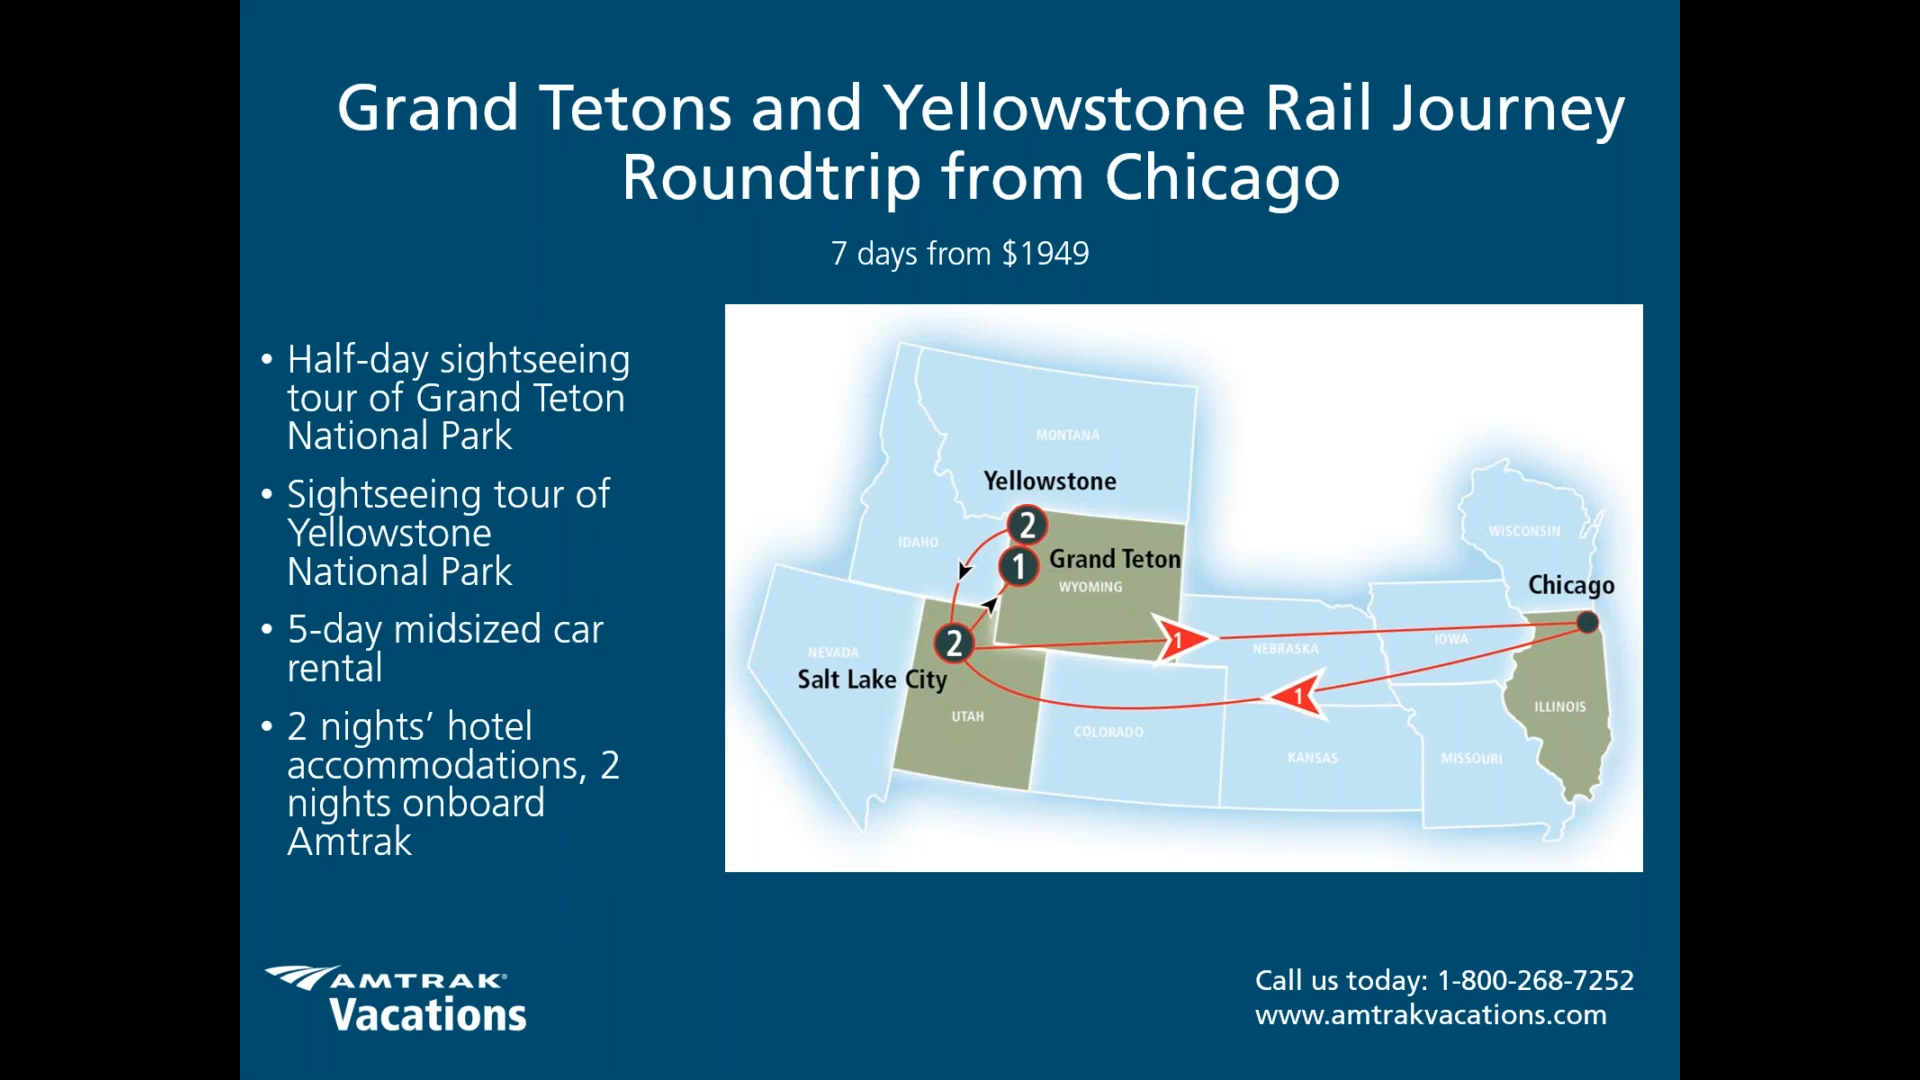 Grand Tetons and Yellowstone Rail Journey
Roundtrip from Chicago
7 days from $1949
• Half-day sightseeing
tour of Grand Teton
National Park
• Sightseeing tour of
Yellowstone
National Park
• 5-day midsized car
rental
• 2 nights’ hotel
accommodations, 2
nights onboard
Amtrak
MONTANA
Yellowstone
2
IDAHO
1
Grand Teton
WYOMING
WISCONSIN
Chicago
2
1
NEVADA
NEBRASKA
IOWA
Salt Lake City
1
UTAH
COLORADO
KANSAS
MISSOURI
ILLINOIS
AMTRAK®
Vacations
Call us today: 1-800-268-7252
www.amtrakvacations.com